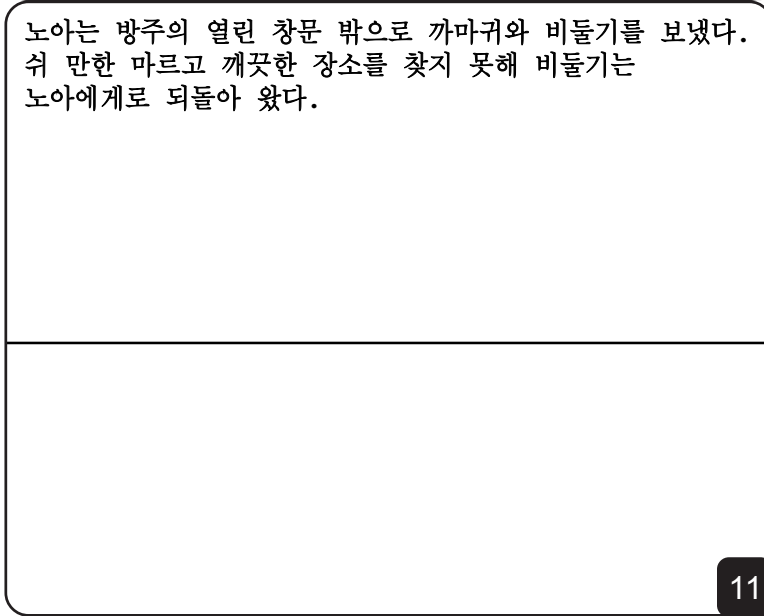 노아는 방주의 열린 창문 밖으로 까마귀와 비둘기를 보냈다.
쉬 만한 마르고 깨끗한 장소를 찾지 못해 비둘기는
노아에게로 되돌아 왔다.
11